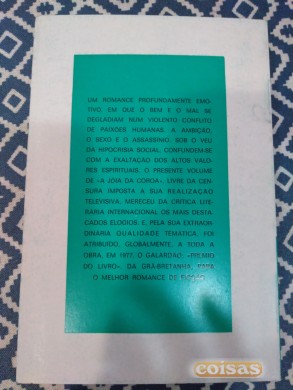 UM ROMANCE PROFUNDAMENTE EMO-
TIVO, EM QUE O BEM E O MAL SE
DEGLADIAM NUM VIOLENTO CONFLITO
DE PAIXÕES HUMANAS. A AMBIÇÃO,
O SEXO E O ASSASSÍNIO, SOB O VÉU
DA HIPOCRISIA SOCIAL, CONFUNDEM-SE
COM A EXALTAÇÃO DOS ALTOS VALO-
RES ESPIRITUAIS. O PRESENTE VOLUME
DE «A JOIA DA COROA», LIVRE DA CEN-
SURA IMPOSTA A SUA REALIZAÇÃO
TELEVISIVA, MERECEU DA CRÍTICA LITE-
RÁRIA INTERNACIONAL OS MAIS DESTA-
CADOS ELOGIOS. E, PELA SUA EXTRAOR-
DINÁRIA QUALIDADE TEMÁTICA FOI
ATRIBUÍDO, GLOBALMENTE, A TODA A
OBRA, EM 1977, O GALARDÃO, «PRÉMIO
DO LIVRO», DA GRÃ-BRETANHA, PARA
O MELHOR ROMANCE DE FICÇÃO.
coisas